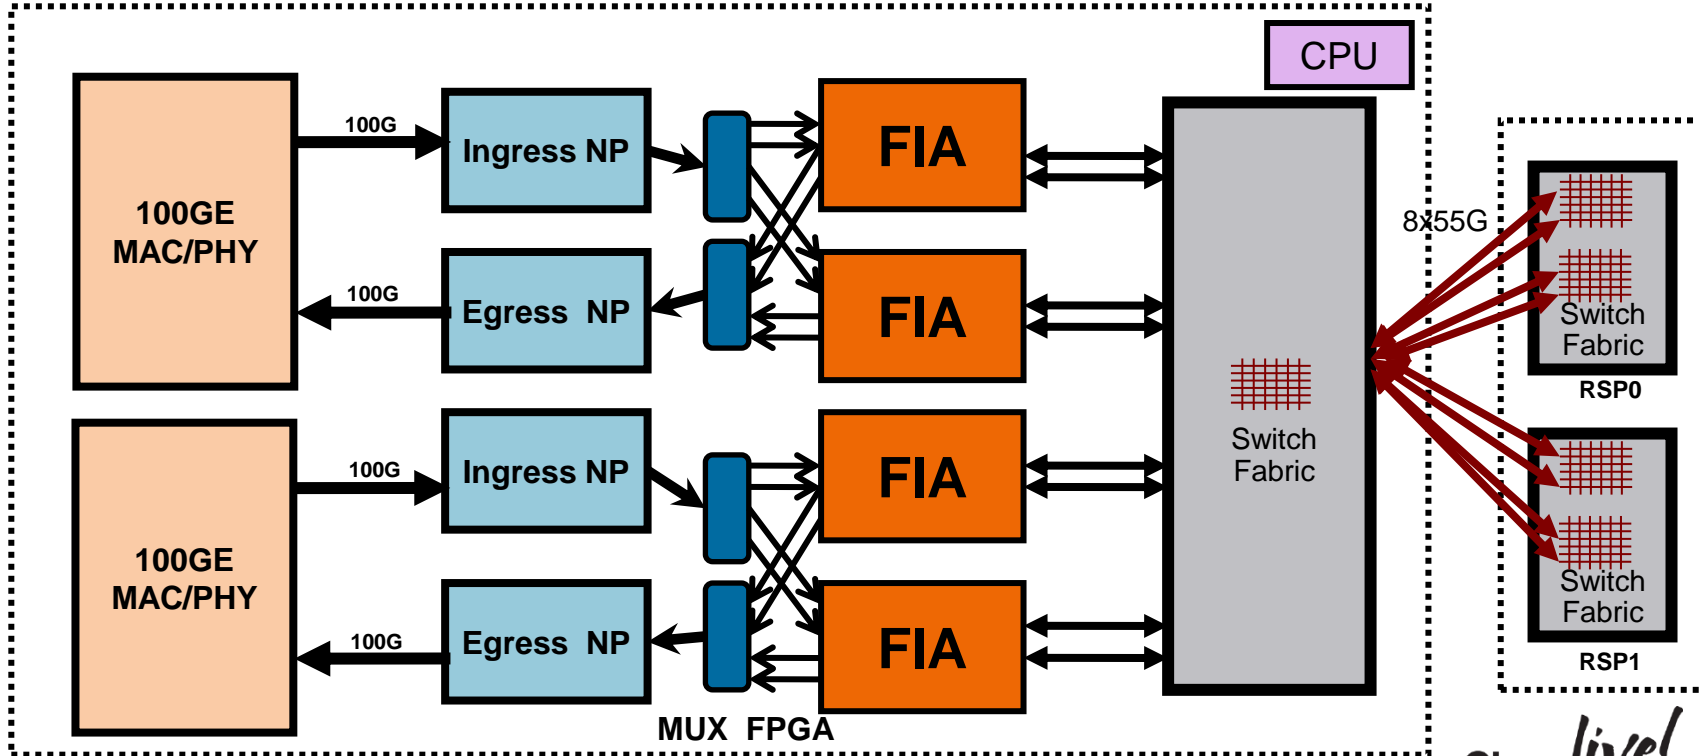 CPU
100GE
MAC/PHY
100G
Ingress NP
FIA
100G
Egress NP
FIA
8x55G
Switch
Fabric
RSP0
Switch
Fabric
100GE
MAC/PHY
100G
Ingress NP
FIA
100G
Egress NP
FIA
Switch
Fabric
RSP1
MUX FPGA
live!